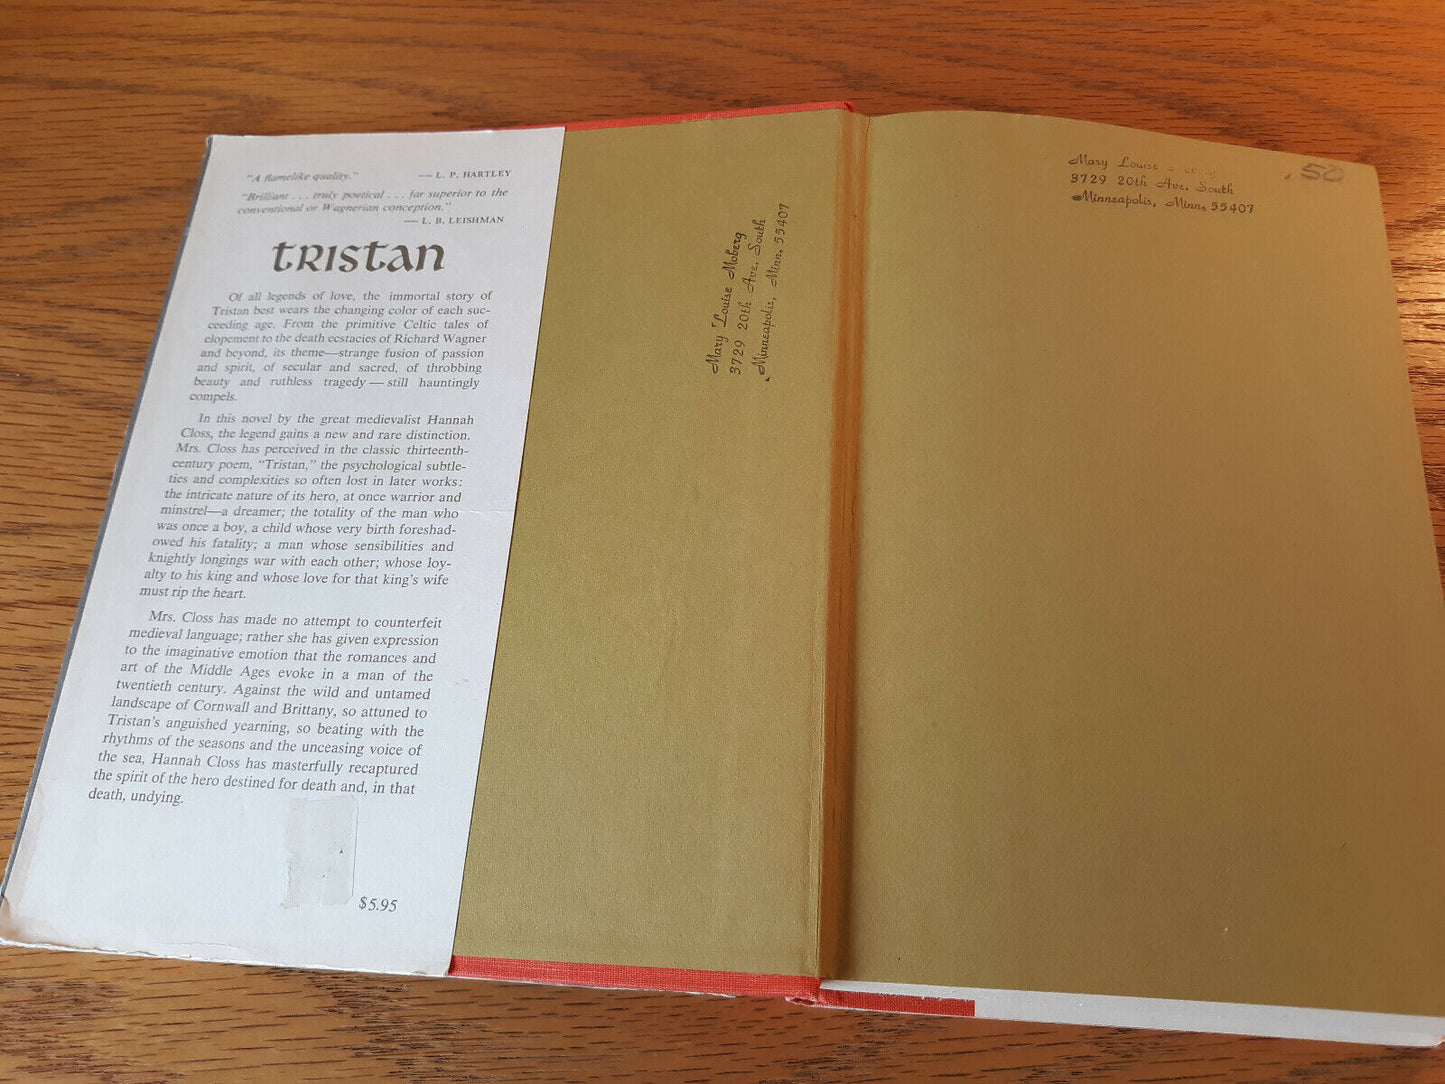 "A flamelike quality." — L. P. HARTLEY
"Brilliant . . . truly poetical . . . far superior to the
conventional or Wagnerian conception."
— L. B. LEISHMAN
TRISTAN
Of all legends of love, the immortal story of
Tristan best wears the changing color of each suc-
ceeding age. From the primitive Celtic tales of
elopement to the death ecstacies of Richard Wagner
and beyond, its theme—strange fusion of passion
and spirit, of secular and sacred, of throbbing
beauty and ruthless tragedy — still hauntingly
compels.
In this novel by the great medievalist Hannah
Closs, the legend gains a new and rare distinction.
Mrs. Closs has perceived in the classic thirteenth-
century poem, "Tristan," the psychological subtle-
ties and complexities so often lost in later works:
the intricate nature of its hero, at once warrior and
minstrel—a dreamer; the totality of the man who
was once a boy, a child whose very birth foreshad-
owed his fatality; a man whose sensibilities and
knightly longings war with each other; whose loy-
alty to his king and whose love for that king's wife
must rip the heart.
Mrs. Closs has made no attempt to counterfeit
medieval language; rather she has given expression
to the imaginative emotion that the romances and
art of the Middle Ages evoke in a man of the
twentieth century. Against the wild and untamed
landscape of Cornwall and Brittany, so attuned to
Tristan's anguished yearning, so beating with the
rhythms of the seasons and the unceasing voice of
the sea, Hannah Closs has masterfully recaptured
the spirit of the hero destined for death and, in that
death, undying.
$5.95
Mary Louise Moberg
3729 20th Ave. South
Minneapolis, Minn. 55407
Mary Louise
3729 20th Ave. South
Minneapolis, Minn. 55407
.50